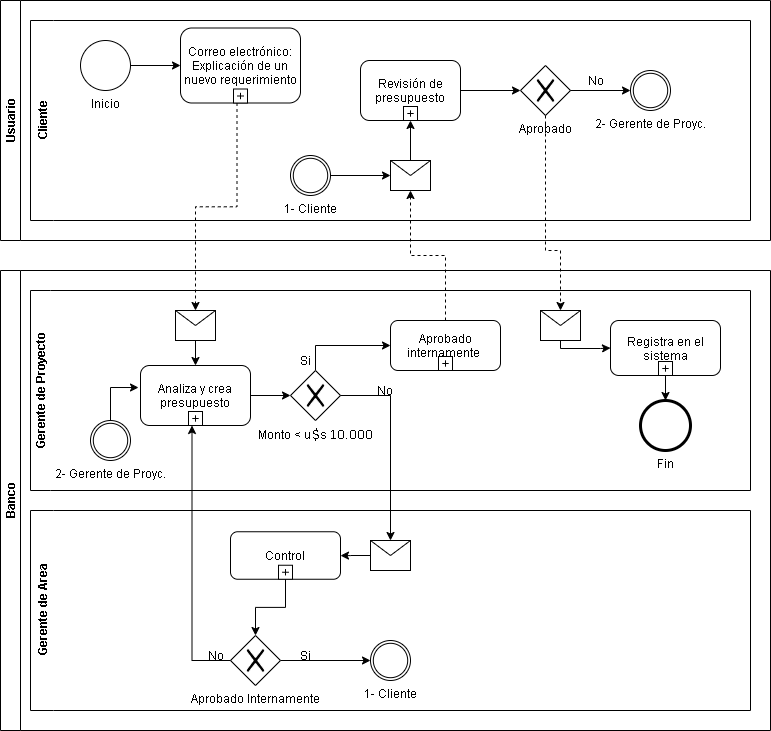 Usuario
Cliente
Inicio
Correo electrónico:
Explicación de un
nuevo requerimiento
1- Cliente
Revisión de
presupuesto
Aprobado
No
2- Gerente de Proyc.
Banco
Gerente de Proyecto
Analiza y crea
presupuesto
2- Gerente de Proyc.
Monto < u$s 10.000
Si
No
Aprobado
internamente
Registra en el
sistema
Fin
Gerente de Area
Control
Aprobado Internamente
No
Si
1- Cliente